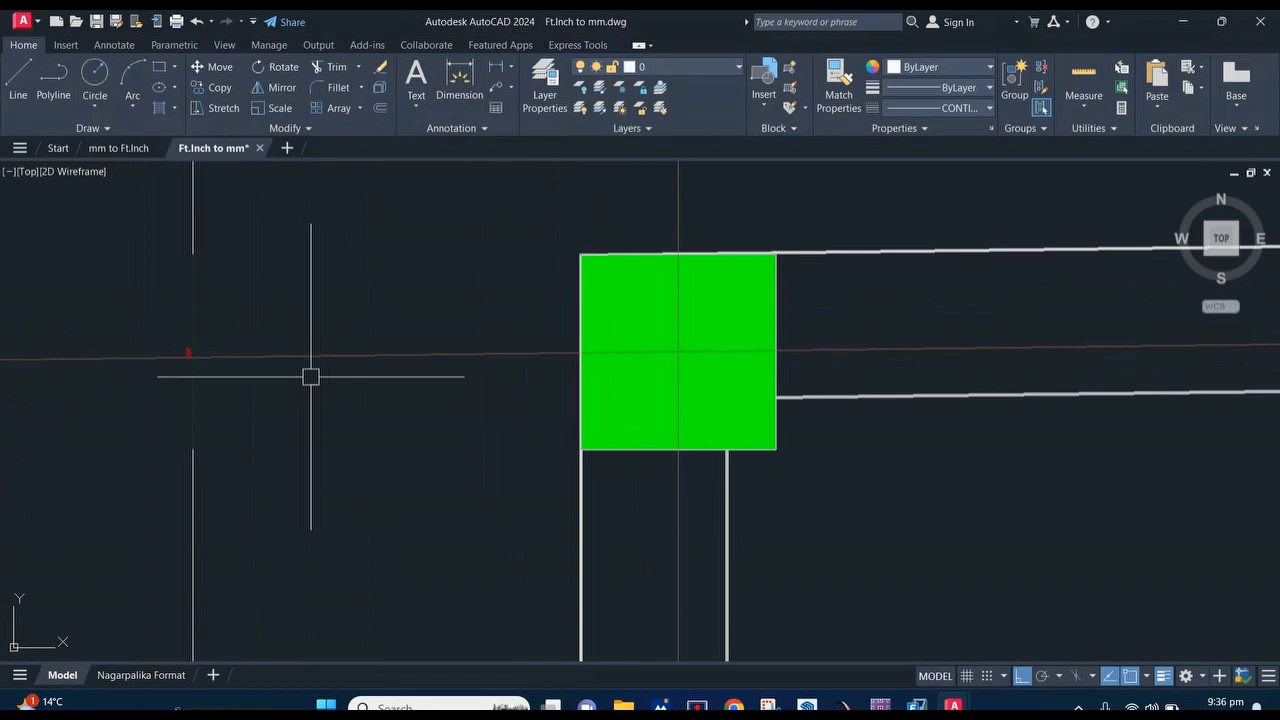 A Share Autodesk AutoCAD 2024 Ft.Inch to mm.dwg Type a keyword or phrase Sign In
Home Insert Annotate Parametric View Manage Output Add-ins Collaborate Featured Apps Express Tools
Move Rotate Trim 0 ByLayer
Copy Mirror Fillet ByLayer
Line Polyline Circle Arc Text Dimension Layer Properties Insert Match Properties Group Measure Paste Base
Stretch Scale Array CONTI...
Draw Modify Annotation Layers Block Properties Groups Utilities Clipboard View
Start mm to Ft.Inch Ft.Inch to mm*
[−][Top][2D Wireframe]
N
W TOP E
S
WCS
Y
X
Model Nagarpalika Format MODEL
1 14°C Search 9:36 pm